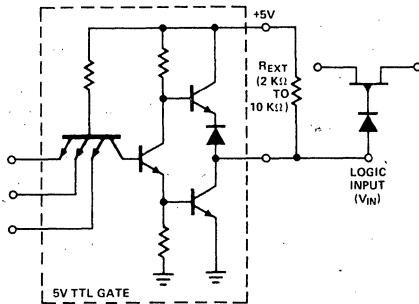 +5V
REXT
(2 KΩ
TO
10 KΩ)
LOGIC
INPUT
(VIN)
5V TTL GATE